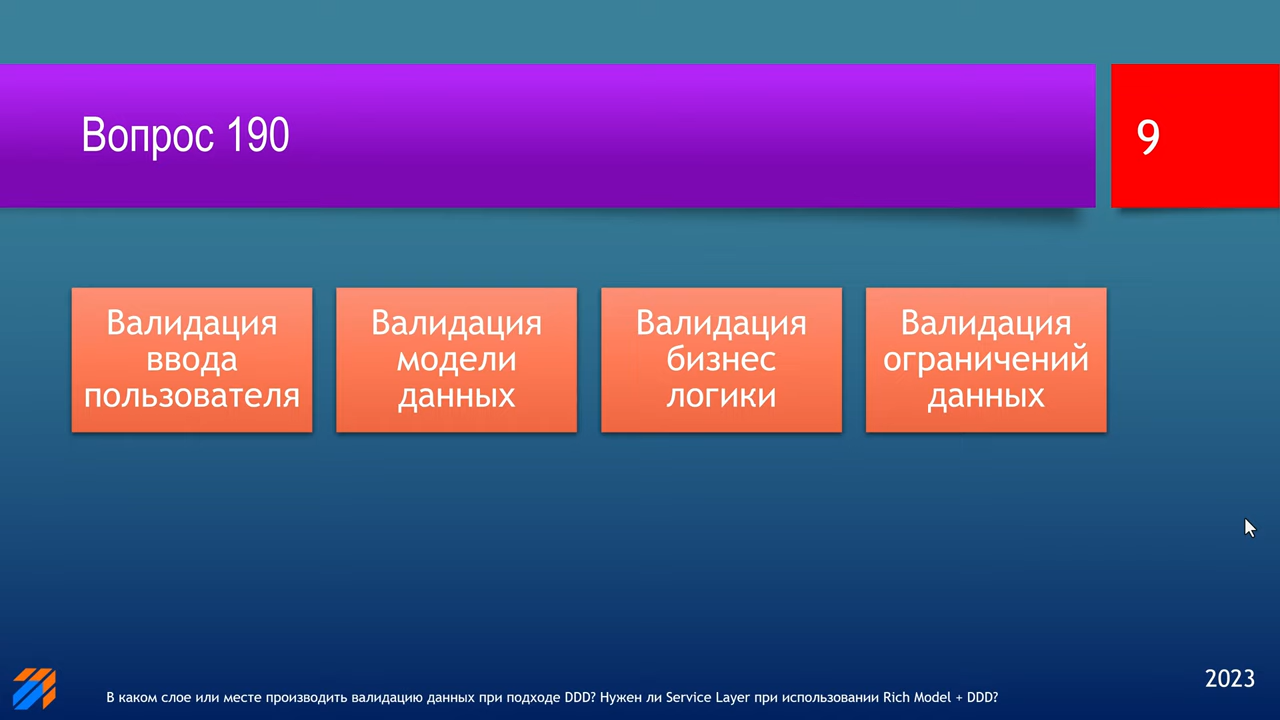 Вопрос 190
9
Валидация
ввода
пользователя
Валидация
модели
данных
Валидация
бизнес
логики
Валидация
ограничений
данных
2023
В каком слое или месте производить валидацию данных при подходе DDD? Нужен ли Service Layer при использовании Rich Model + DDD?